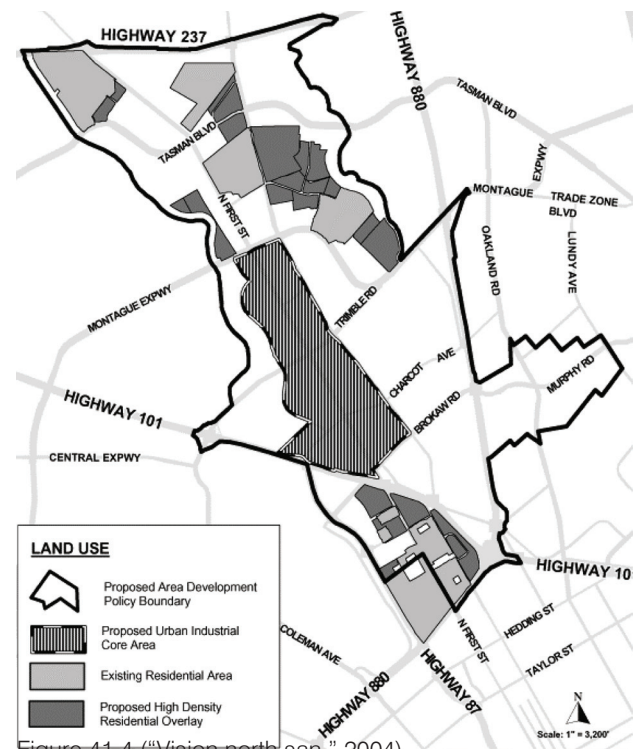 HIGHWAY 237
HIGHWAY 880
TASMAN BLVD
TASMAN BLVD
EXPWY
MONTAGUE
TRADE ZONE
BLVD
N FIRST ST
OAKLAND RD
LUNDY AVE
MONTAGUE EXPWY
TRIMBLE RD
CHARCOT AVE
MURPHY RD
BROKAW RD
HIGHWAY 101
CENTRAL EXPWY
HIGHWAY 10
LAND USE
Proposed Area Development
Policy Boundary
Proposed Urban Industrial
Core Area
Existing Residential Area
Proposed High Density
Residential Overlay
COLEMAN AVE
N FIRST ST
HEDDING ST
TAYLOR ST
HIGHWAY 880
HIGHWAY 87
N
Scale: 1" = 3,200'
Figure 41.4 ("Vision north san," 2004)